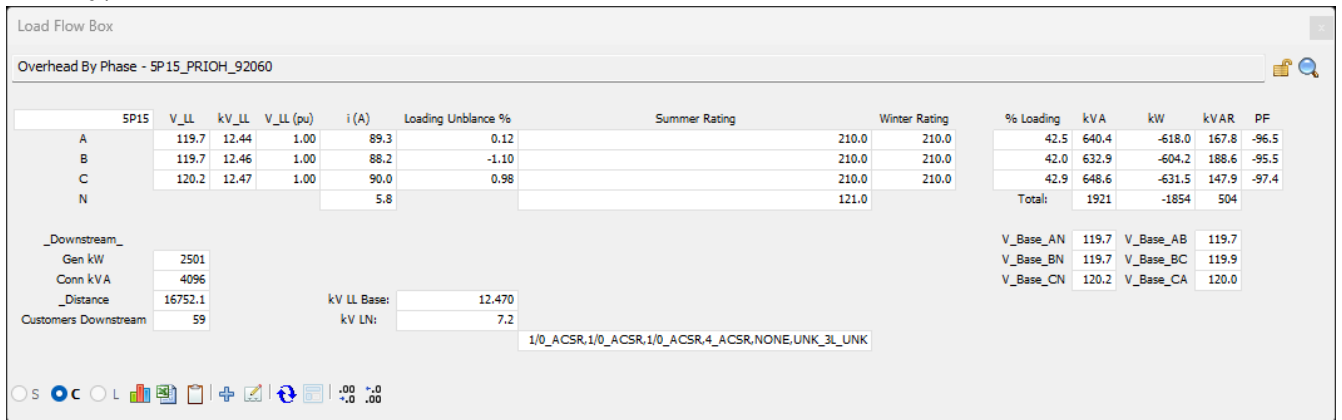 Load Flow Box
x
Overhead By Phase - 5P15_PRIOH_92060
5P15 V_LL kV_LL V_LL (pu) i (A) Loading Unblance % Summer Rating Winter Rating % Loading kVA kW kVAR PF
A 119.7 12.44 1.00 89.3 0.12 210.0 210.0 42.5 640.4 -618.0 167.8 -96.5
B 119.7 12.46 1.00 88.2 -1.10 210.0 210.0 42.0 632.9 -604.2 188.6 -95.5
C 120.2 12.47 1.00 90.0 0.98 210.0 210.0 42.9 648.6 -631.5 147.9 -97.4
N 5.8 121.0 Total: 1921 -1854 504
_Downstream_ V_Base_AN 119.7 V_Base_AB 119.7
Gen kW 2501 V_Base_BN 119.7 V_Base_BC 119.9
Conn kVA 4096 V_Base_CN 120.2 V_Base_CA 120.0
_Distance 16752.1 kV LL Base: 12.470
Customers Downstream 59 kV LN: 7.2
1/0_ACSR,1/0_ACSR,1/0_ACSR,4_ACSR,NONE,UNK_3L_UNK
S C L .00 .0 .0 .00